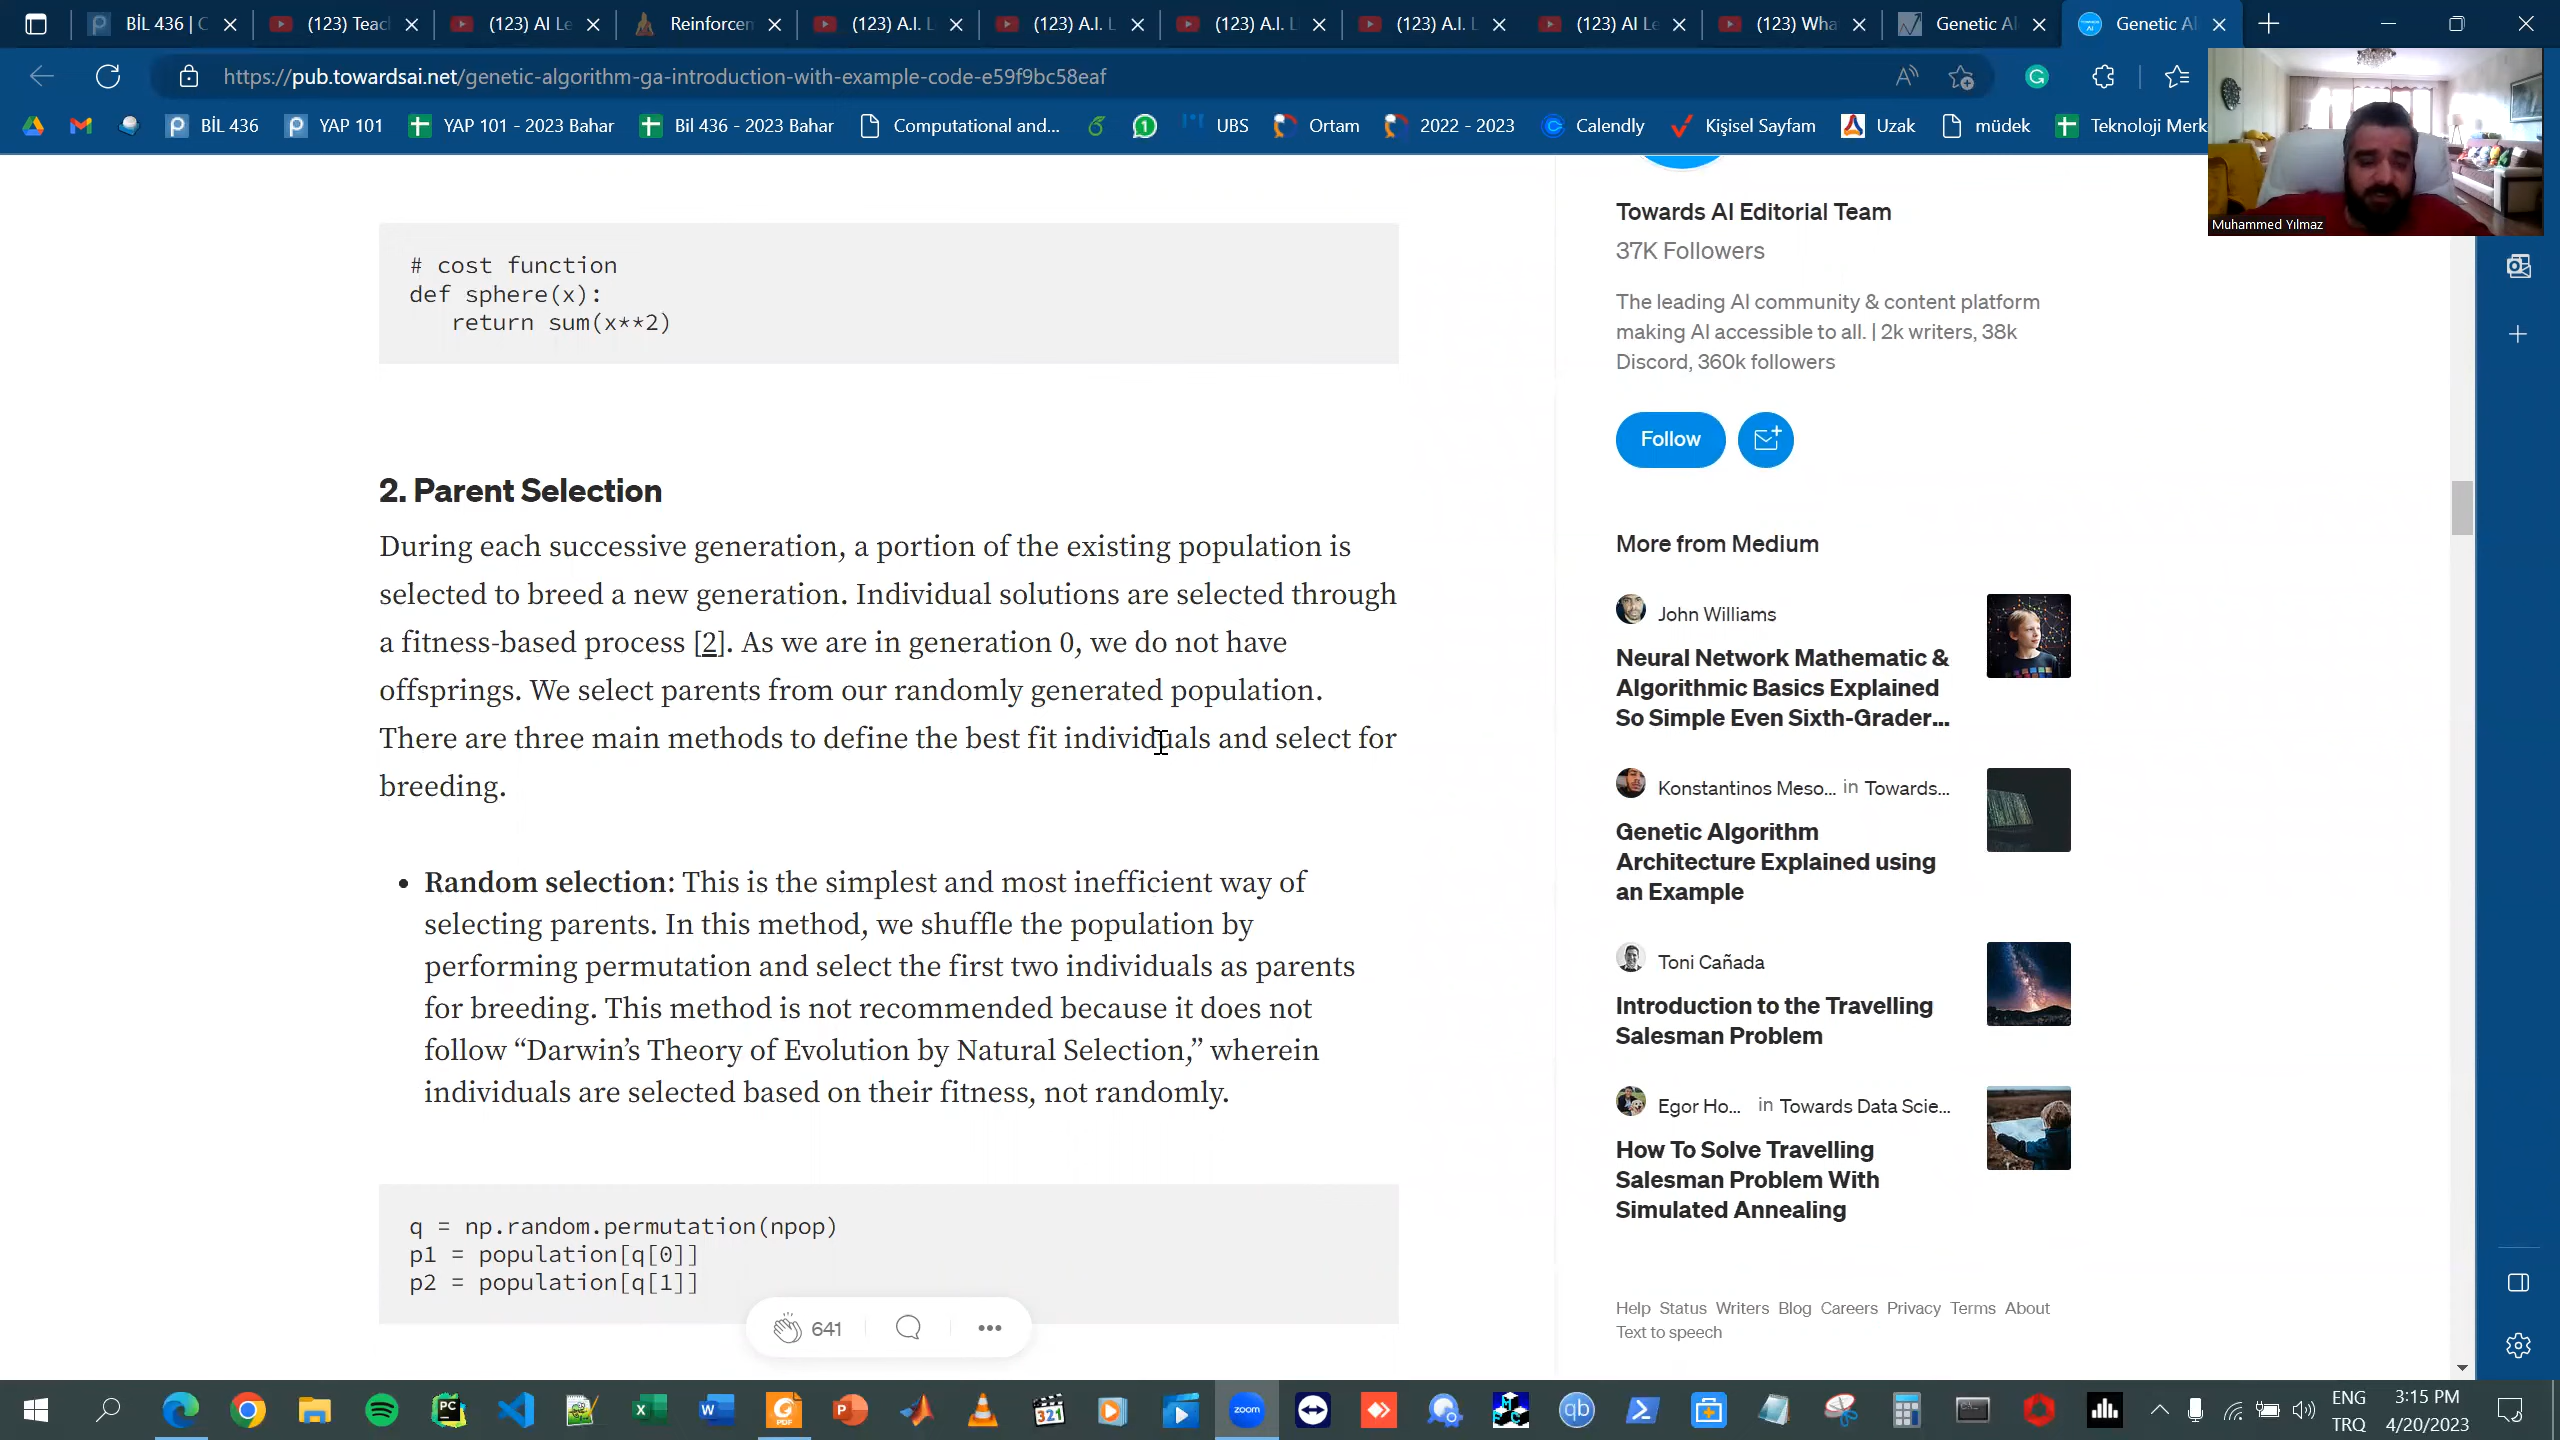 BİL 436 | C
(123) Teac
(123) AI Le
Reinforcem
(123) A.I. L
(123) A.I. L
(123) A.I. L
(123) A.I. L
(123) AI Le
(123) Wha
Genetic Al
Genetic Al
https://pub.towardsai.net/genetic-algorithm-ga-introduction-with-example-code-e59f9bc58eaf
BİL 436
YAP 101
YAP 101 - 2023 Bahar
Bil 436 - 2023 Bahar
Computational and...
UBS
Ortam
2022 - 2023
Calendly
Kişisel Sayfam
Uzak
müdek
Teknoloji Merk
Muhammed Yılmaz
# cost function
def sphere(x):
return sum(x**2)
2. Parent Selection
During each successive generation, a portion of the existing population is
selected to breed a new generation. Individual solutions are selected through
a fitness-based process [2]. As we are in generation 0, we do not have
offsprings. We select parents from our randomly generated population.
There are three main methods to define the best fit individuals and select for
breeding.
• Random selection: This is the simplest and most inefficient way of
selecting parents. In this method, we shuffle the population by
performing permutation and select the first two individuals as parents
for breeding. This method is not recommended because it does not
follow “Darwin’s Theory of Evolution by Natural Selection,” wherein
individuals are selected based on their fitness, not randomly.
q = np.random.permutation(npop)
p1 = population[q[0]]
p2 = population[q[1]]
641
Towards AI Editorial Team
37K Followers
The leading AI community & content platform
making AI accessible to all. | 2k writers, 38k
Discord, 360k followers
Follow
More from Medium
John Williams
Neural Network Mathematic &
Algorithmic Basics Explained
So Simple Even Sixth-Grader...
Konstantinos Meso... in Towards...
Genetic Algorithm
Architecture Explained using
an Example
Toni Cañada
Introduction to the Travelling
Salesman Problem
Egor Ho... in Towards Data Scie...
How To Solve Travelling
Salesman Problem With
Simulated Annealing
Help Status Writers Blog Careers Privacy Terms About
Text to speech
zoom
ENG
TRQ
3:15 PM
4/20/2023